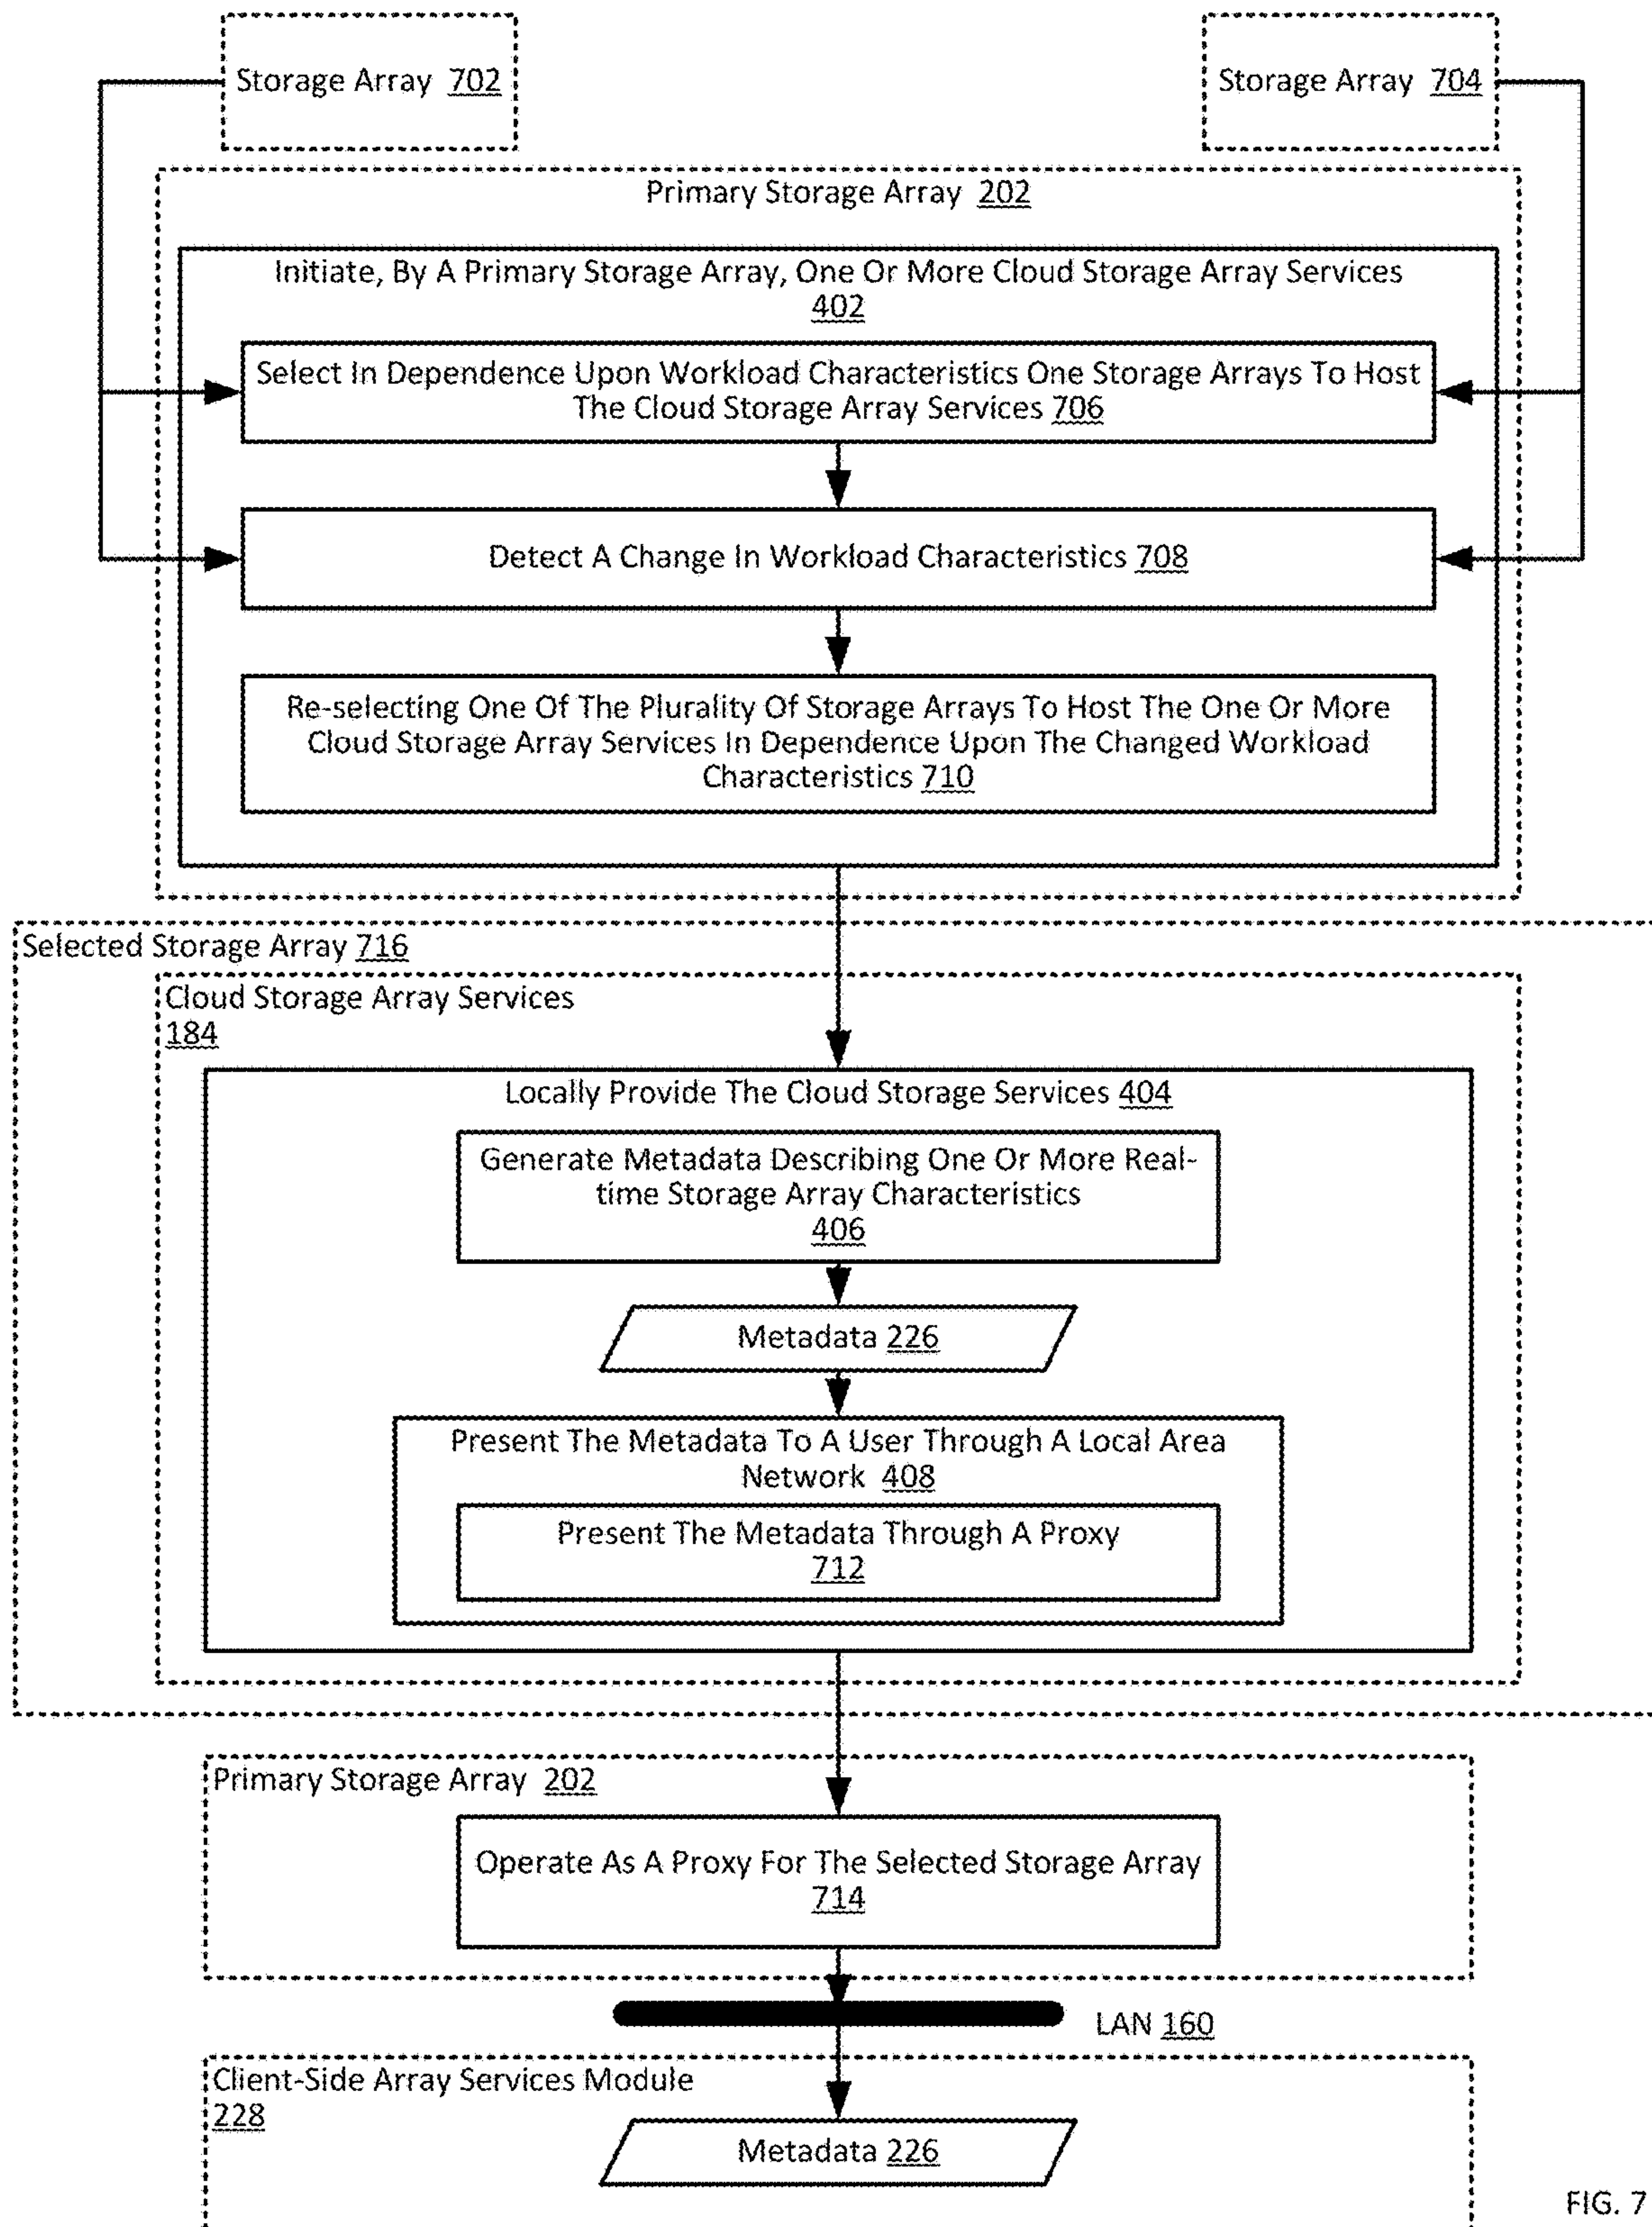 Storage Array 702
Storage Array 704
Primary Storage Array 202
Initiate, By A Primary Storage Array, One Or More Cloud Storage Array Services
402
Select In Dependence Upon Workload Characteristics One Storage Arrays To Host
The Cloud Storage Array Services 706
Detect A Change In Workload Characteristics 708
Re-selecting One Of The Plurality Of Storage Arrays To Host The One Or More
Cloud Storage Array Services In Dependence Upon The Changed Workload
Characteristics 710
Selected Storage Array 716
Cloud Storage Array Services
184
Locally Provide The Cloud Storage Services 404
Generate Metadata Describing One Or More Real-
time Storage Array Characteristics
406
Metadata 226
Present The Metadata To A User Through A Local Area
Network 408
Present The Metadata Through A Proxy
712
Primary Storage Array 202
Operate As A Proxy For The Selected Storage Array
714
LAN 160
Client-Side Array Services Module
228
Metadata 226
FIG. 7